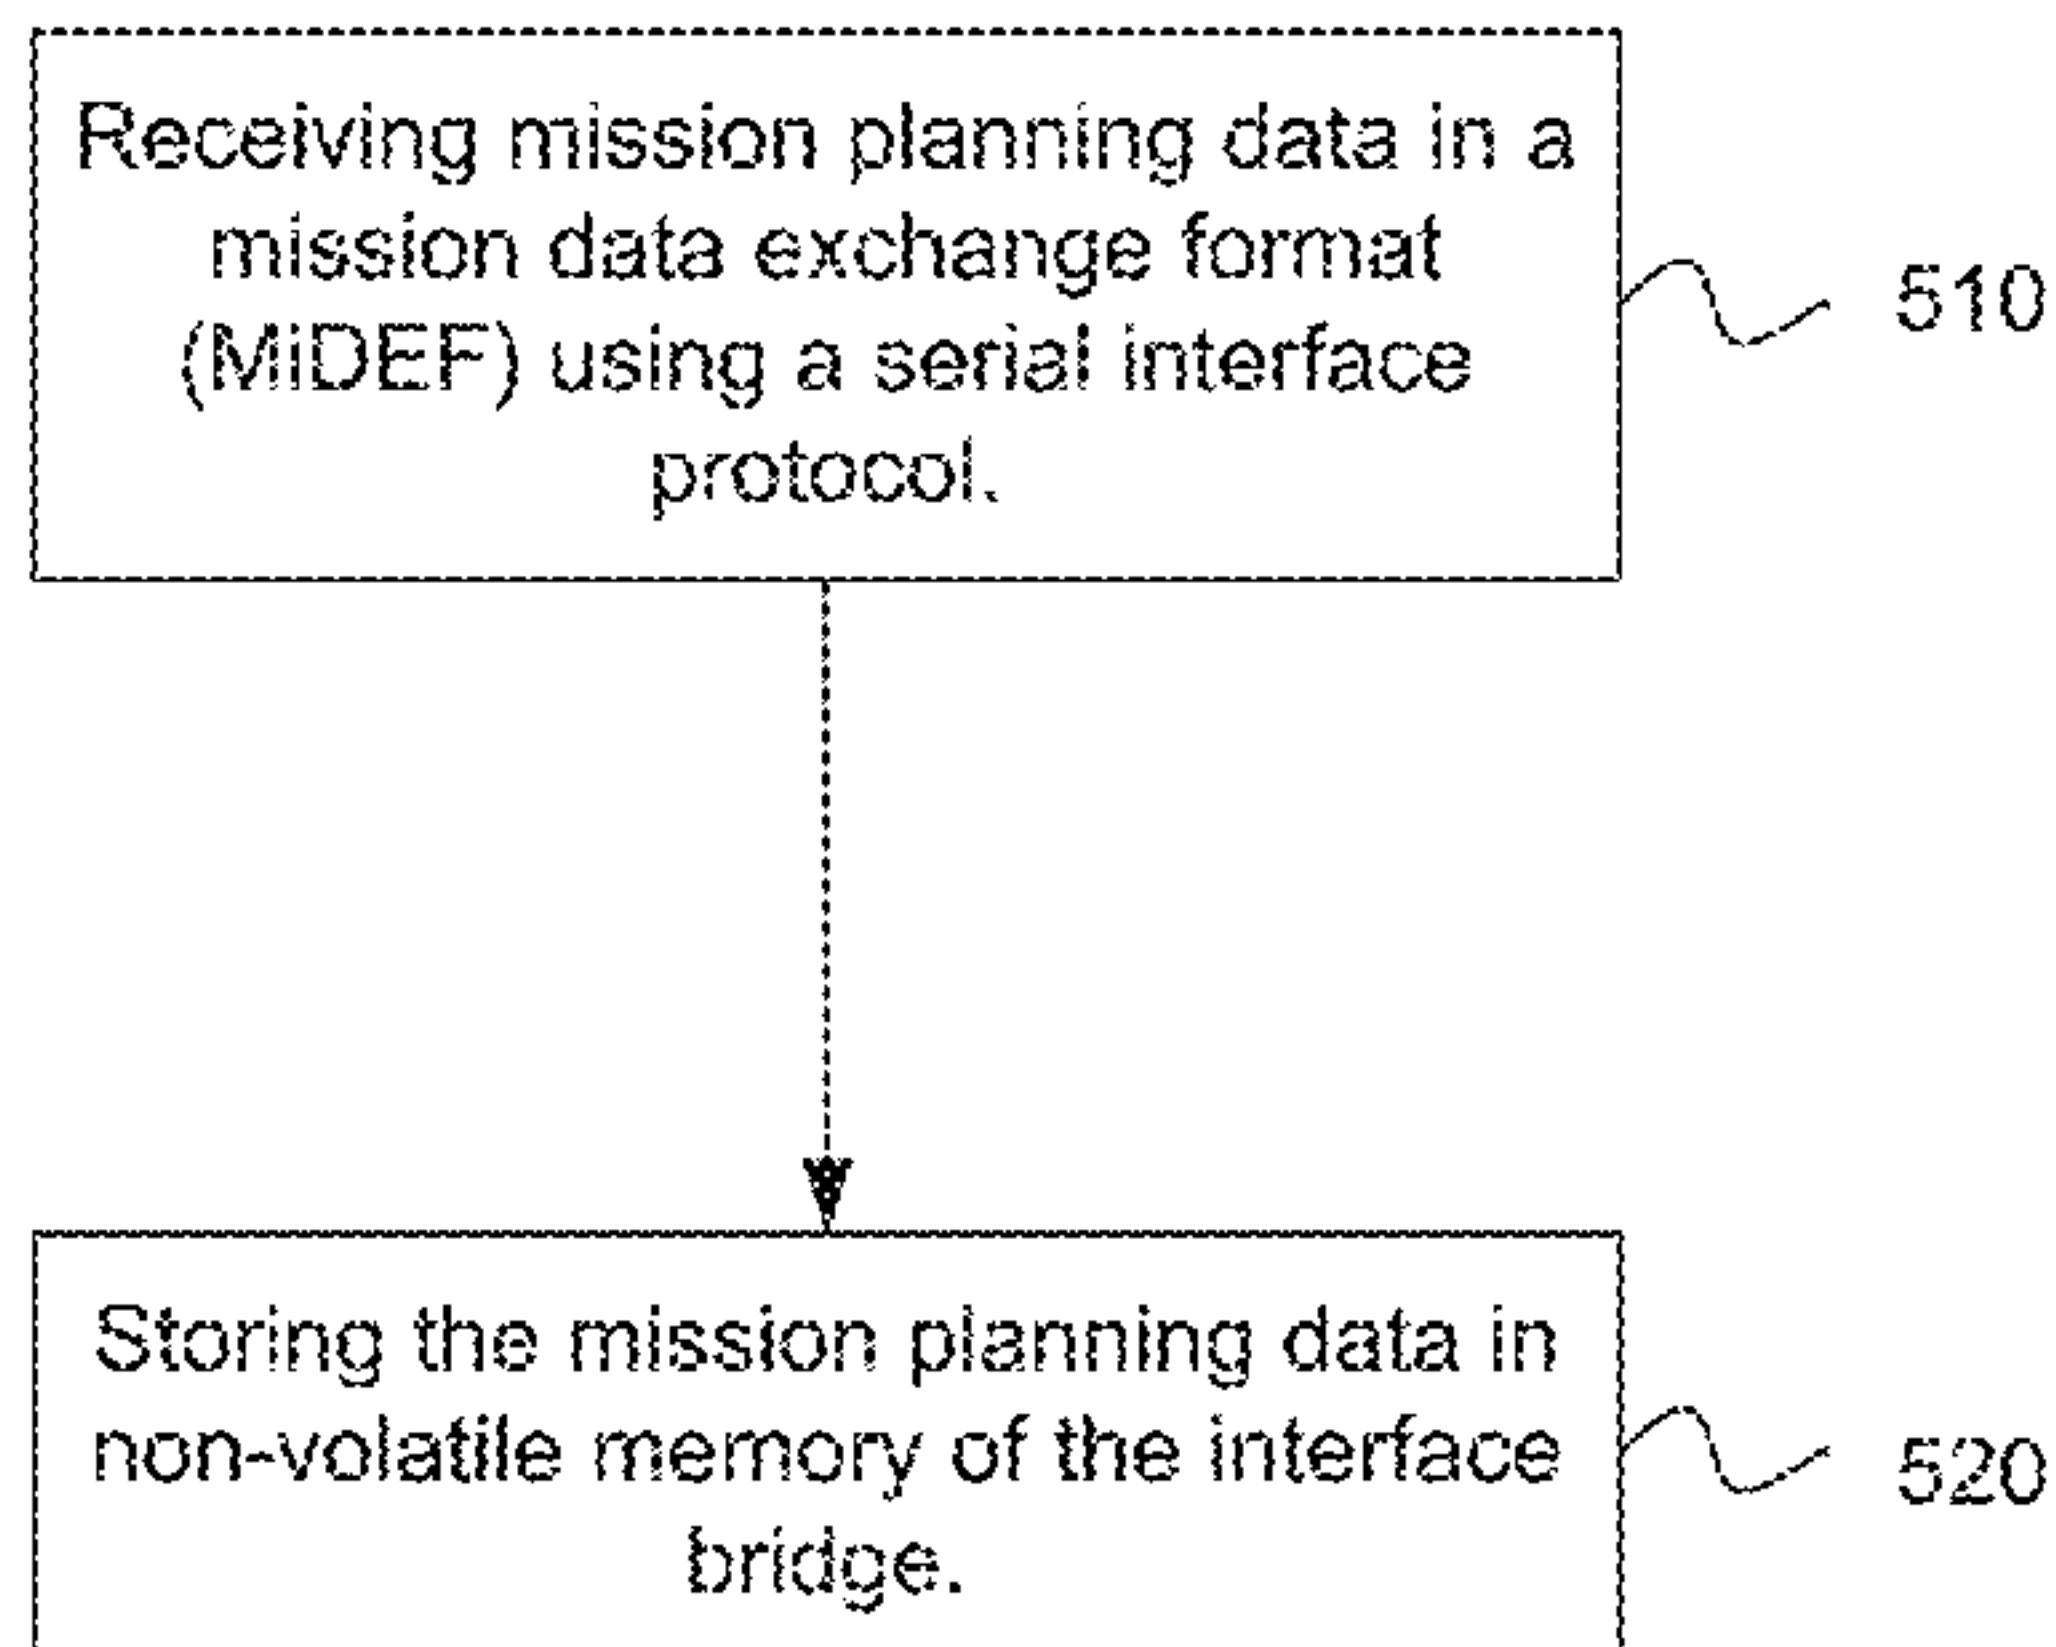 Receiving mission planning data in a
mission data exchange format
(MiDEF) using a serial interface
protocol.
510
Storing the mission planning data in
non-volatile memory of the interface
bridge.
520